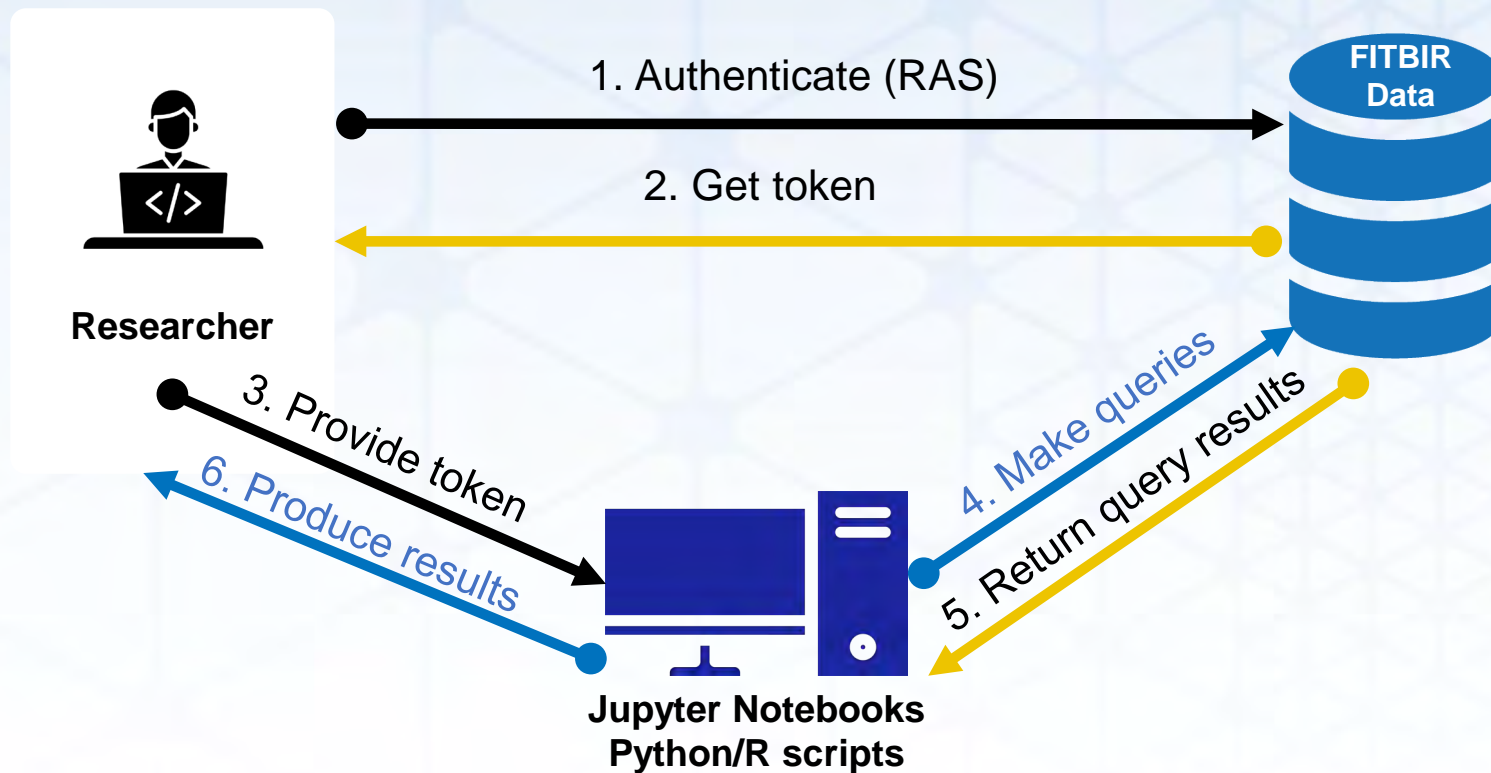 1. Authenticate (RAS)
FITBIR
Data
2. Get token
</>
Researcher
3. Provide token
4. Make queries
5. Return query results
6. Produce results
Jupyter Notebooks
Python/R scripts